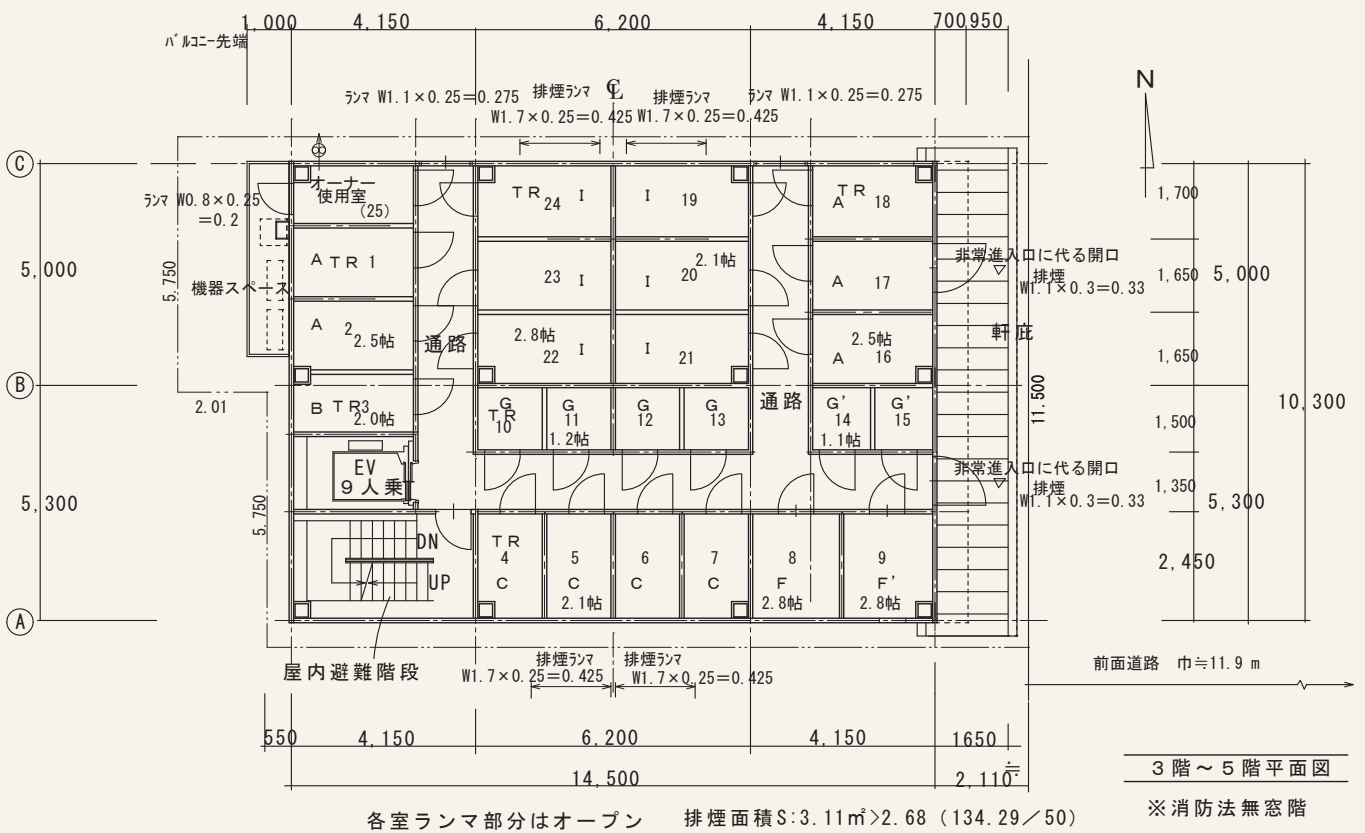 1,000 4,150 6,200 4,150 700 950
バルコニー先端
ランマ W1.1×0.25=0.275 排煙ランマ ℄ 排煙ランマ ランマ W1.1×0.25=0.275
W1.7×0.25=0.425 W1.7×0.25=0.425
N
C
オーナー
使用室
(25)
TR
24 I
I 19
TR
A 18
1,700
ランマ W0.8×0.25
=0.2
5,000
5.750
機器スペース
A TR 1
23 I
I 20
2.1帖
A 17
非常進入口に代る開口
排煙
W1.1×0.3=0.33
1,650
5,000
軒庇
A 2
2.5帖
通路
2.8帖
22 I
I 21
2.5帖
A 16
1,650
B
2.01
B TR3
2.0帖
G
TR
10
G
11
1.2帖
G
12
G
13
通路
G'
14
1.1帖
G'
15
11.500
1,500
10,300
EV
9人乗
5,300
5.750
非常進入口に代る開口
排煙
W1.1×0.3=0.33
1,350
5,300
DN
UP
TR
4
C
5
C
2.1帖
6
C
7
C
8
F
2.8帖
9
F'
2.8帖
2,450
A
屋内避難階段
排煙ランマ 排煙ランマ
W1.7×0.25=0.425 W1.7×0.25=0.425
前面道路 巾≒11.9 m
550 4,150 6,200 4,150 1650
14,500 2,110≒
3階~5階平面図
※消防法無窓階
各室ランマ部分はオープン 排煙面積S:3.11㎡>2.68 (134.29/50)